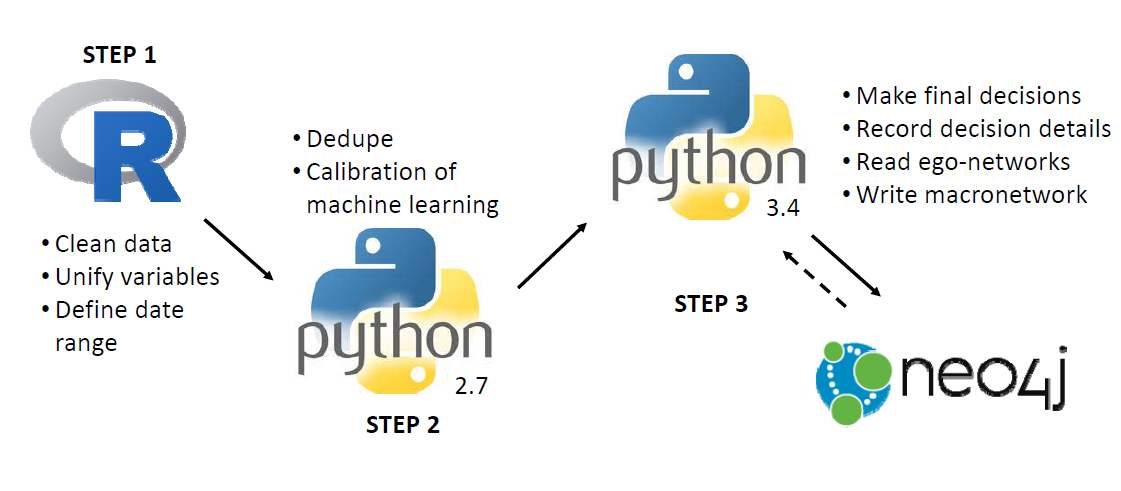 STEP 1
R
• Clean data
• Unify variables
• Define date
range
• Dedupe
• Calibration of
machine learning
python
2.7
STEP 2
python
3.4
STEP 3
• Make final decisions
• Record decision details
• Read ego-networks
• Write macronetwork
neo4j